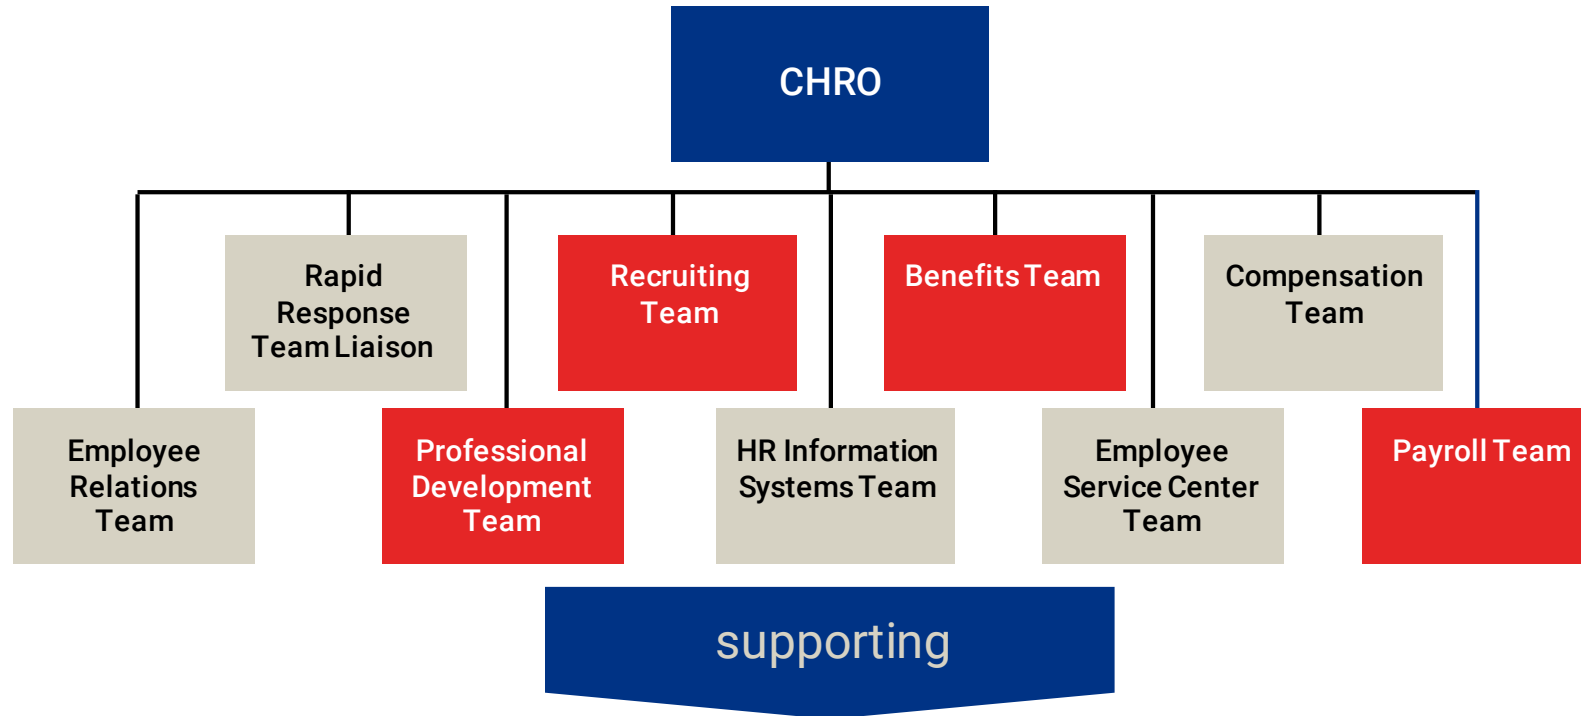 CHRO
Rapid
Response
Team Liaison
Recruiting
Team
Benefits Team
Compensation
Team
Employee
Relations
Team
Professional
Development
Team
HR Information
Systems Team
Employee
Service Center
Team
Payroll Team
supporting